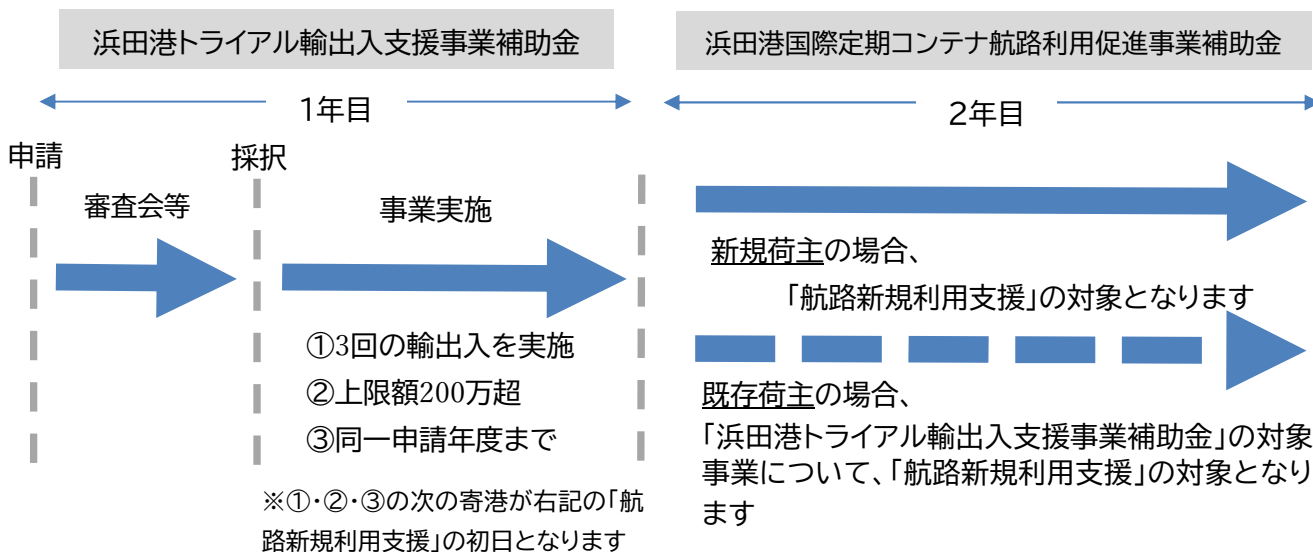 浜田港トライアル輸出入支援事業補助金
浜田港国際定期コンテナ航路利用促進事業補助金
1年目
2年目
申請
採択
審査会等
事業実施
①3回の輸出入を実施
②上限額200万超
③同一申請年度まで
※①・②・③の次の寄港が右記の「航
路新規利用支援」の初日となります
新規荷主の場合、
「航路新規利用支援」の対象となります
既存荷主の場合、
「浜田港トライアル輸出入支援事業補助金」の対象
事業について、「航路新規利用支援」の対象となり
ます